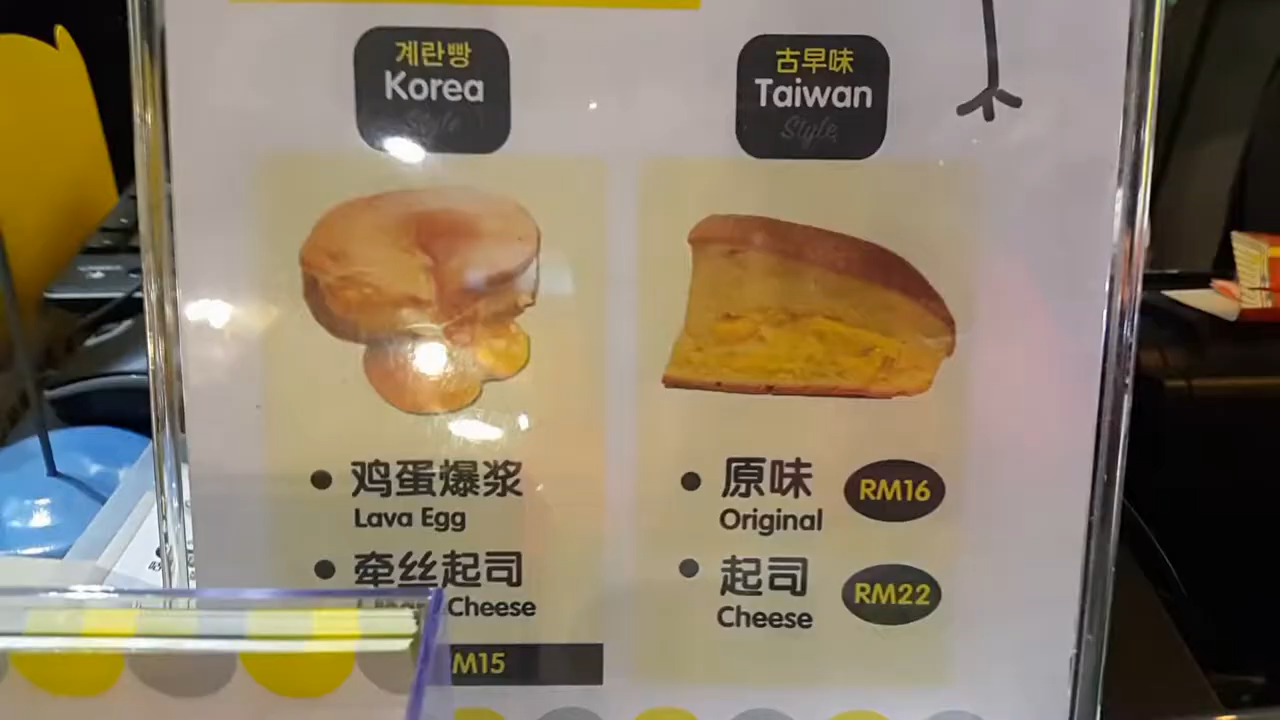 계란빵
Korea
Style
古早味
Taiwan
Style
鸡蛋爆浆
Lava Egg
牵丝起司
Cheese
M15
原味
RM16
Original
起司
RM22
Cheese